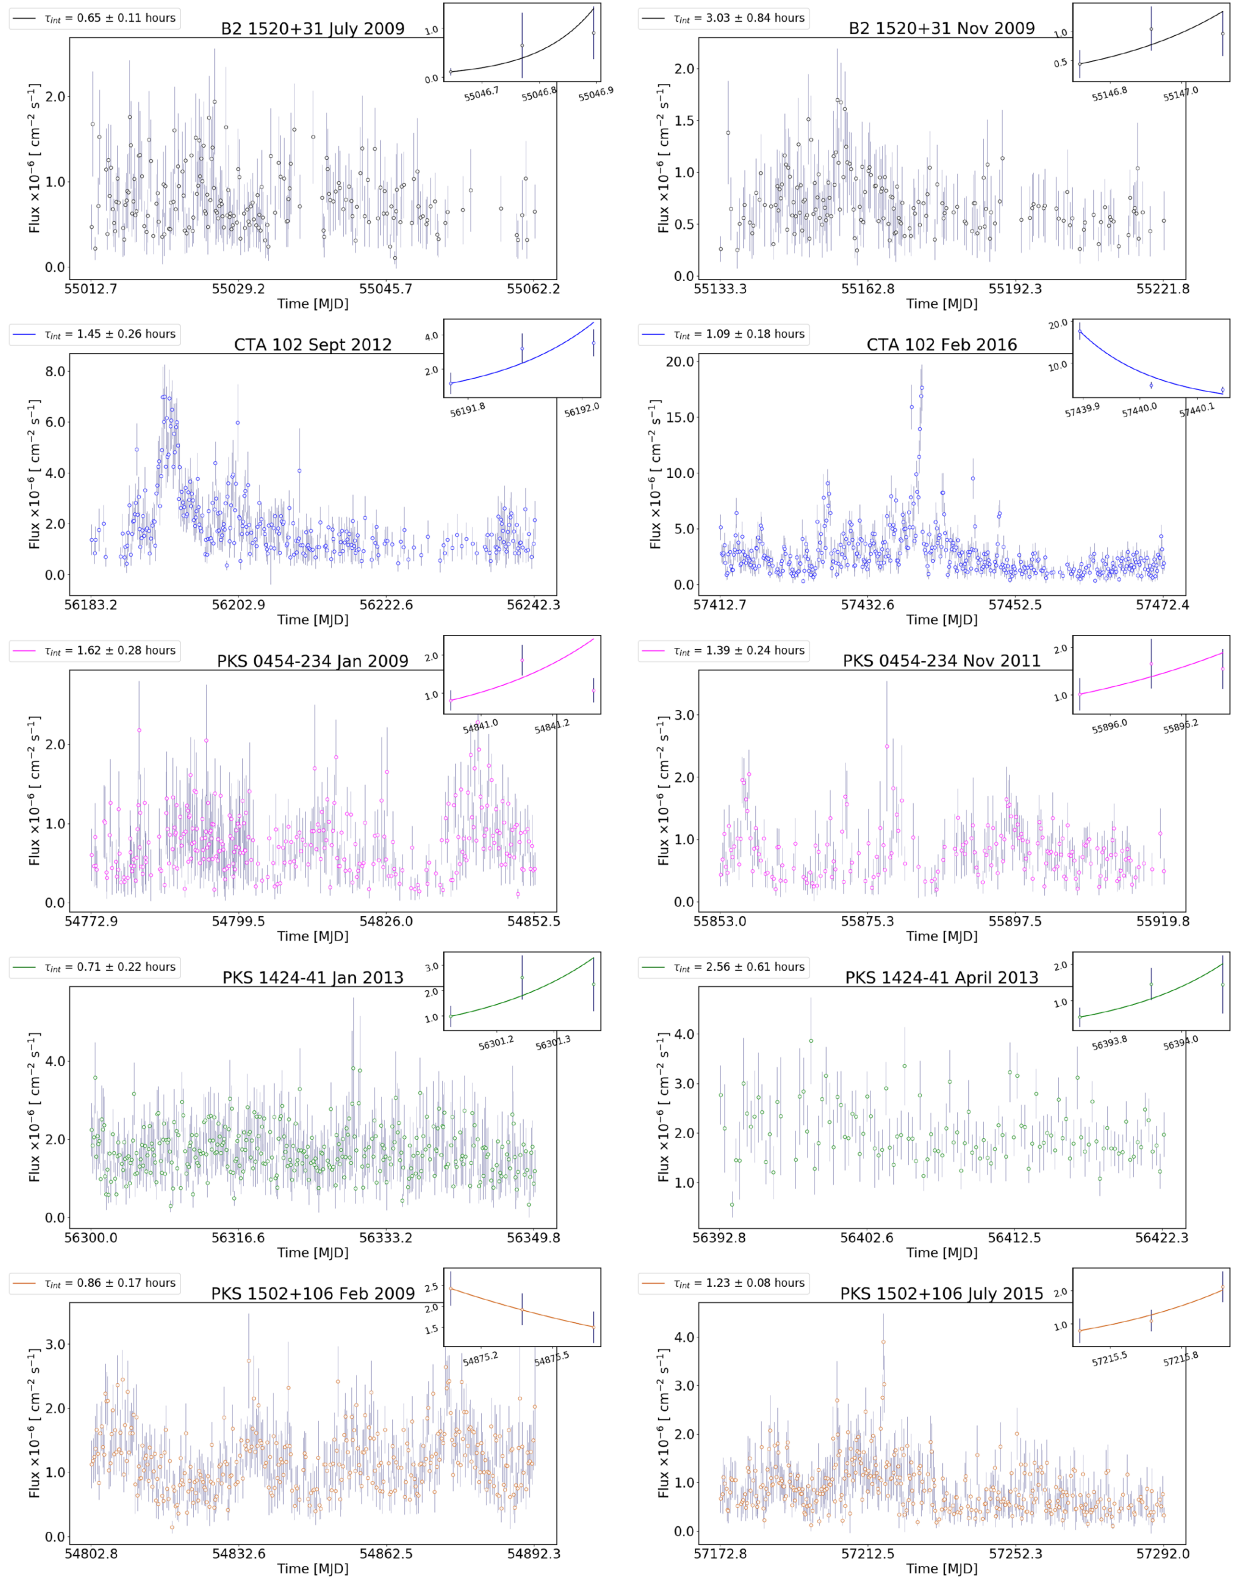 τint = 0.65 ± 0.11 hours
B2 1520+31 July 2009
1.0
0.0
55046.7 55046.8 55046.9
Flux ×10−6 [ cm−2 s−1]
2.0
1.0
0.0
55012.7 55029.2 55045.7 55062.2
Time [MJD]
τint = 3.03 ± 0.84 hours
B2 1520+31 Nov 2009
1.0
0.5
55146.8 55147.0
Flux ×10−6 [ cm−2 s−1]
2.0
1.5
1.0
0.5
0.0
55133.3 55162.8 55192.3 55221.8
Time [MJD]
τint = 1.45 ± 0.26 hours
CTA 102 Sept 2012
4.0
2.0
56191.8 56192.0
Flux ×10−6 [ cm−2 s−1]
8.0
6.0
4.0
2.0
0.0
56183.2 56202.9 56222.6 56242.3
Time [MJD]
τint = 1.09 ± 0.18 hours
CTA 102 Feb 2016
20.0
10.0
57439.9 57440.0 57440.1
Flux ×10−6 [ cm−2 s−1]
20.0
15.0
10.0
5.0
0.0
57412.7 57432.6 57452.5 57472.4
Time [MJD]
τint = 1.62 ± 0.28 hours
PKS 0454-234 Jan 2009
2.0
1.0
54841.0 54841.2
Flux ×10−6 [ cm−2 s−1]
2.0
1.0
0.0
54772.9 54799.5 54826.0 54852.5
Time [MJD]
τint = 1.39 ± 0.24 hours
PKS 0454-234 Nov 2011
2.0
1.0
55896.0 55896.2
Flux ×10−6 [ cm−2 s−1]
3.0
2.0
1.0
0.0
55853.0 55875.3 55897.5 55919.8
Time [MJD]
τint = 0.71 ± 0.22 hours
PKS 1424-41 Jan 2013
3.0
2.0
1.0
56301.2 56301.3
Flux ×10−6 [ cm−2 s−1]
4.0
2.0
0.0
56300.0 56316.6 56333.2 56349.8
Time [MJD]
τint = 2.56 ± 0.61 hours
PKS 1424-41 April 2013
2.0
1.0
56393.8 56394.0
Flux ×10−6 [ cm−2 s−1]
4.0
3.0
2.0
1.0
56392.8 56402.6 56412.5 56422.3
Time [MJD]
τint = 0.86 ± 0.17 hours
PKS 1502+106 Feb 2009
2.5
2.0
1.5
54875.2 54875.5
Flux ×10−6 [ cm−2 s−1]
3.0
2.0
1.0
0.0
54802.8 54832.6 54862.5 54892.3
Time [MJD]
τint = 1.23 ± 0.08 hours
PKS 1502+106 July 2015
2.0
1.0
57215.5 57215.8
Flux ×10−6 [ cm−2 s−1]
4.0
3.0
2.0
1.0
0.0
57172.8 57212.5 57252.3 57292.0
Time [MJD]